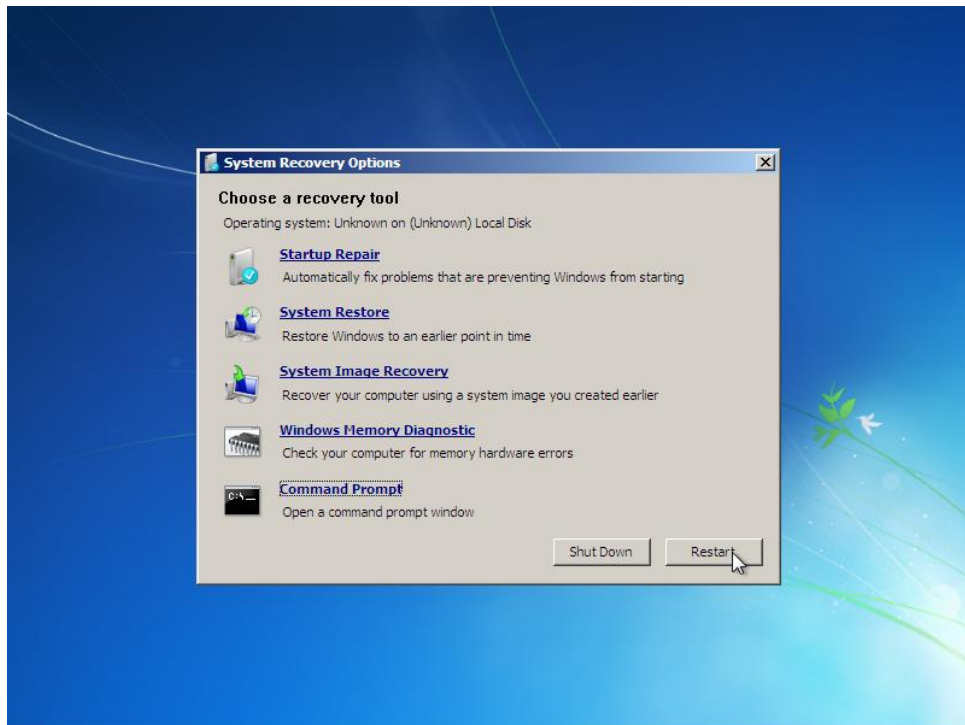 System Recovery Options
Choose a recovery tool
Operating system: Unknown on (Unknown) Local Disk
Startup Repair
Automatically fix problems that are preventing Windows from starting
System Restore
Restore Windows to an earlier point in time
System Image Recovery
Recover your computer using a system image you created earlier
Windows Memory Diagnostic
Check your computer for memory hardware errors
C:\_
Command Prompt
Open a command prompt window
Shut Down Restart